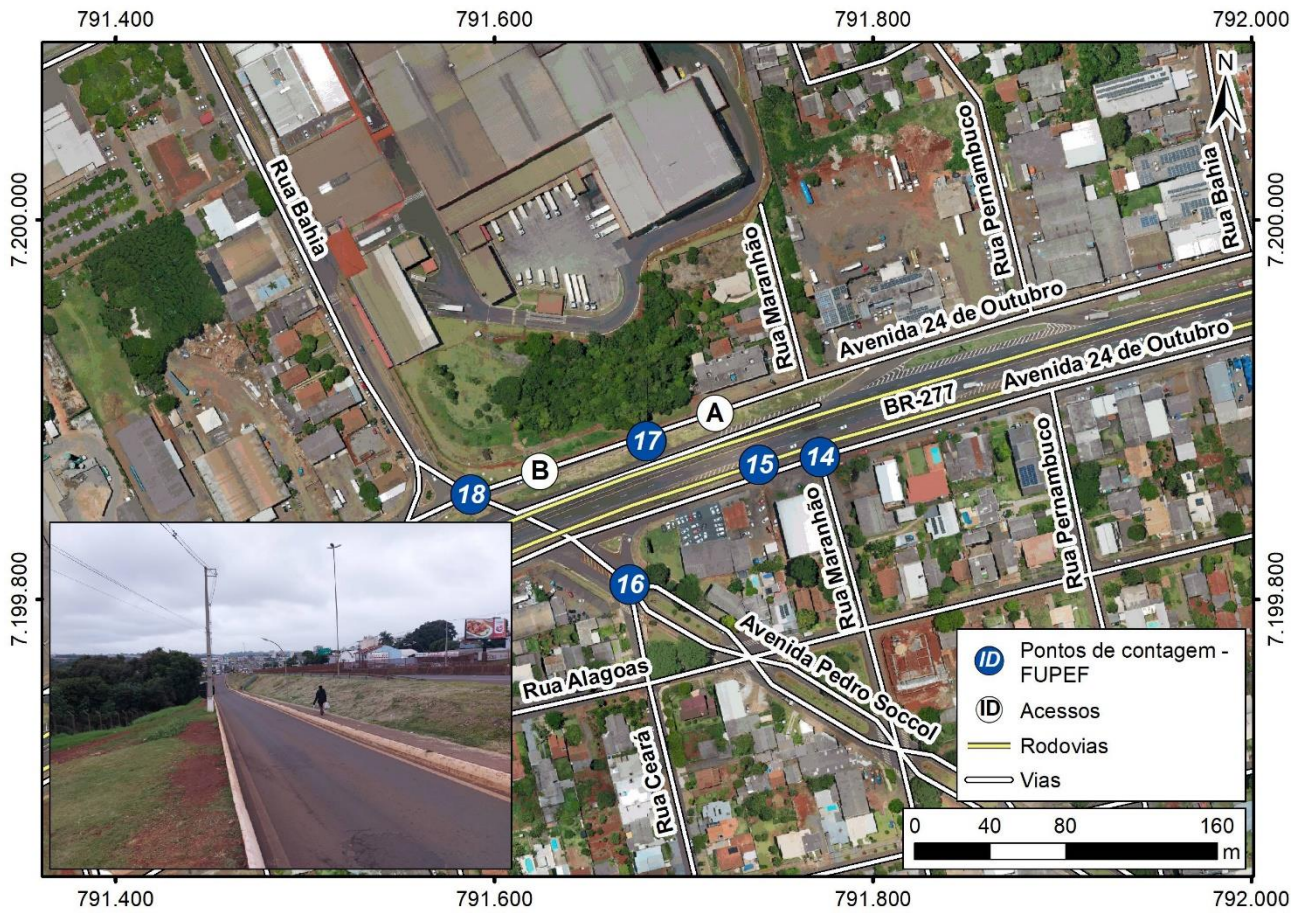 791.400
791.600
791.800
792.000
7.200.000
7.199.800
7.200.000
7.199.800
N
Rua Bahia
Rua Maranhão
Rua Pernambuco
Rua Bahia
Avenida 24 de Outubro
Avenida 24 de Outubro
BR-277
A
17
B
18
15
14
16
Rua Maranhão
Rua Pernambuco
Avenida Pedro Soccol
Rua Alagoas
Rua Ceará
ID Pontos de contagem -
FUPEF
ID Acessos
Rodovias
Vias
0 40 80 160
m
791.400
791.600
791.800
792.000